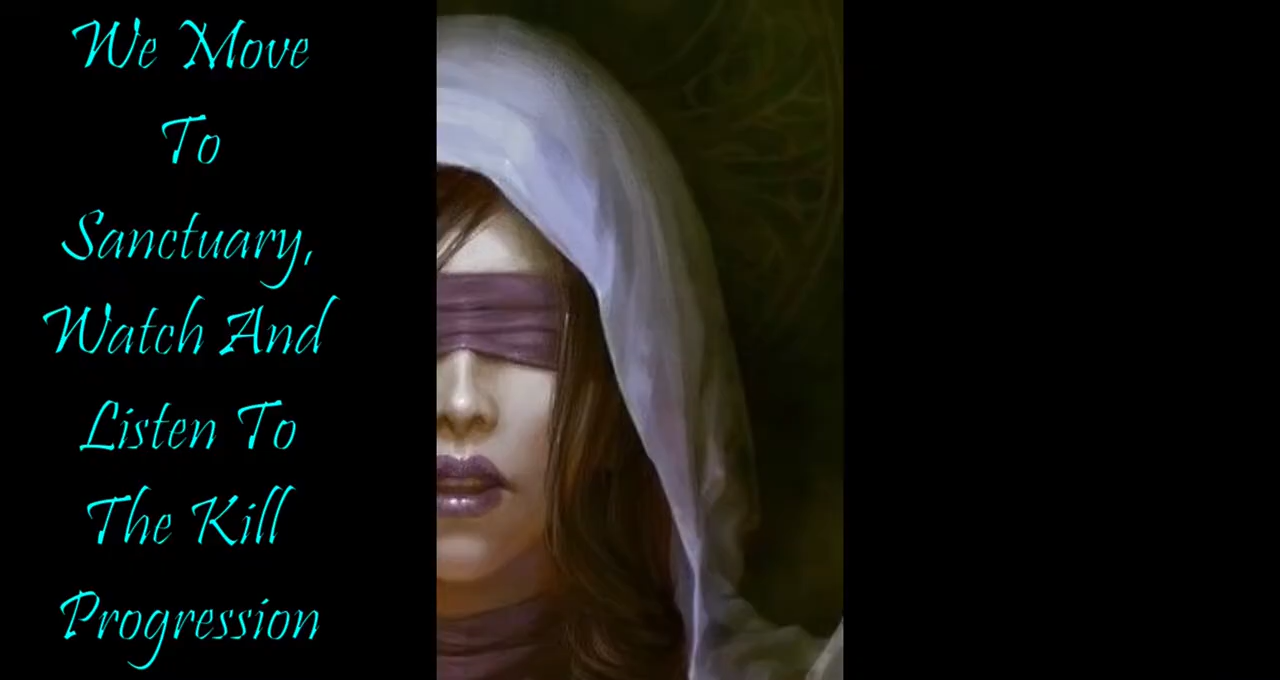 We Move
To
Sanctuary,
Watch And
Listen To
The Kill
Progression